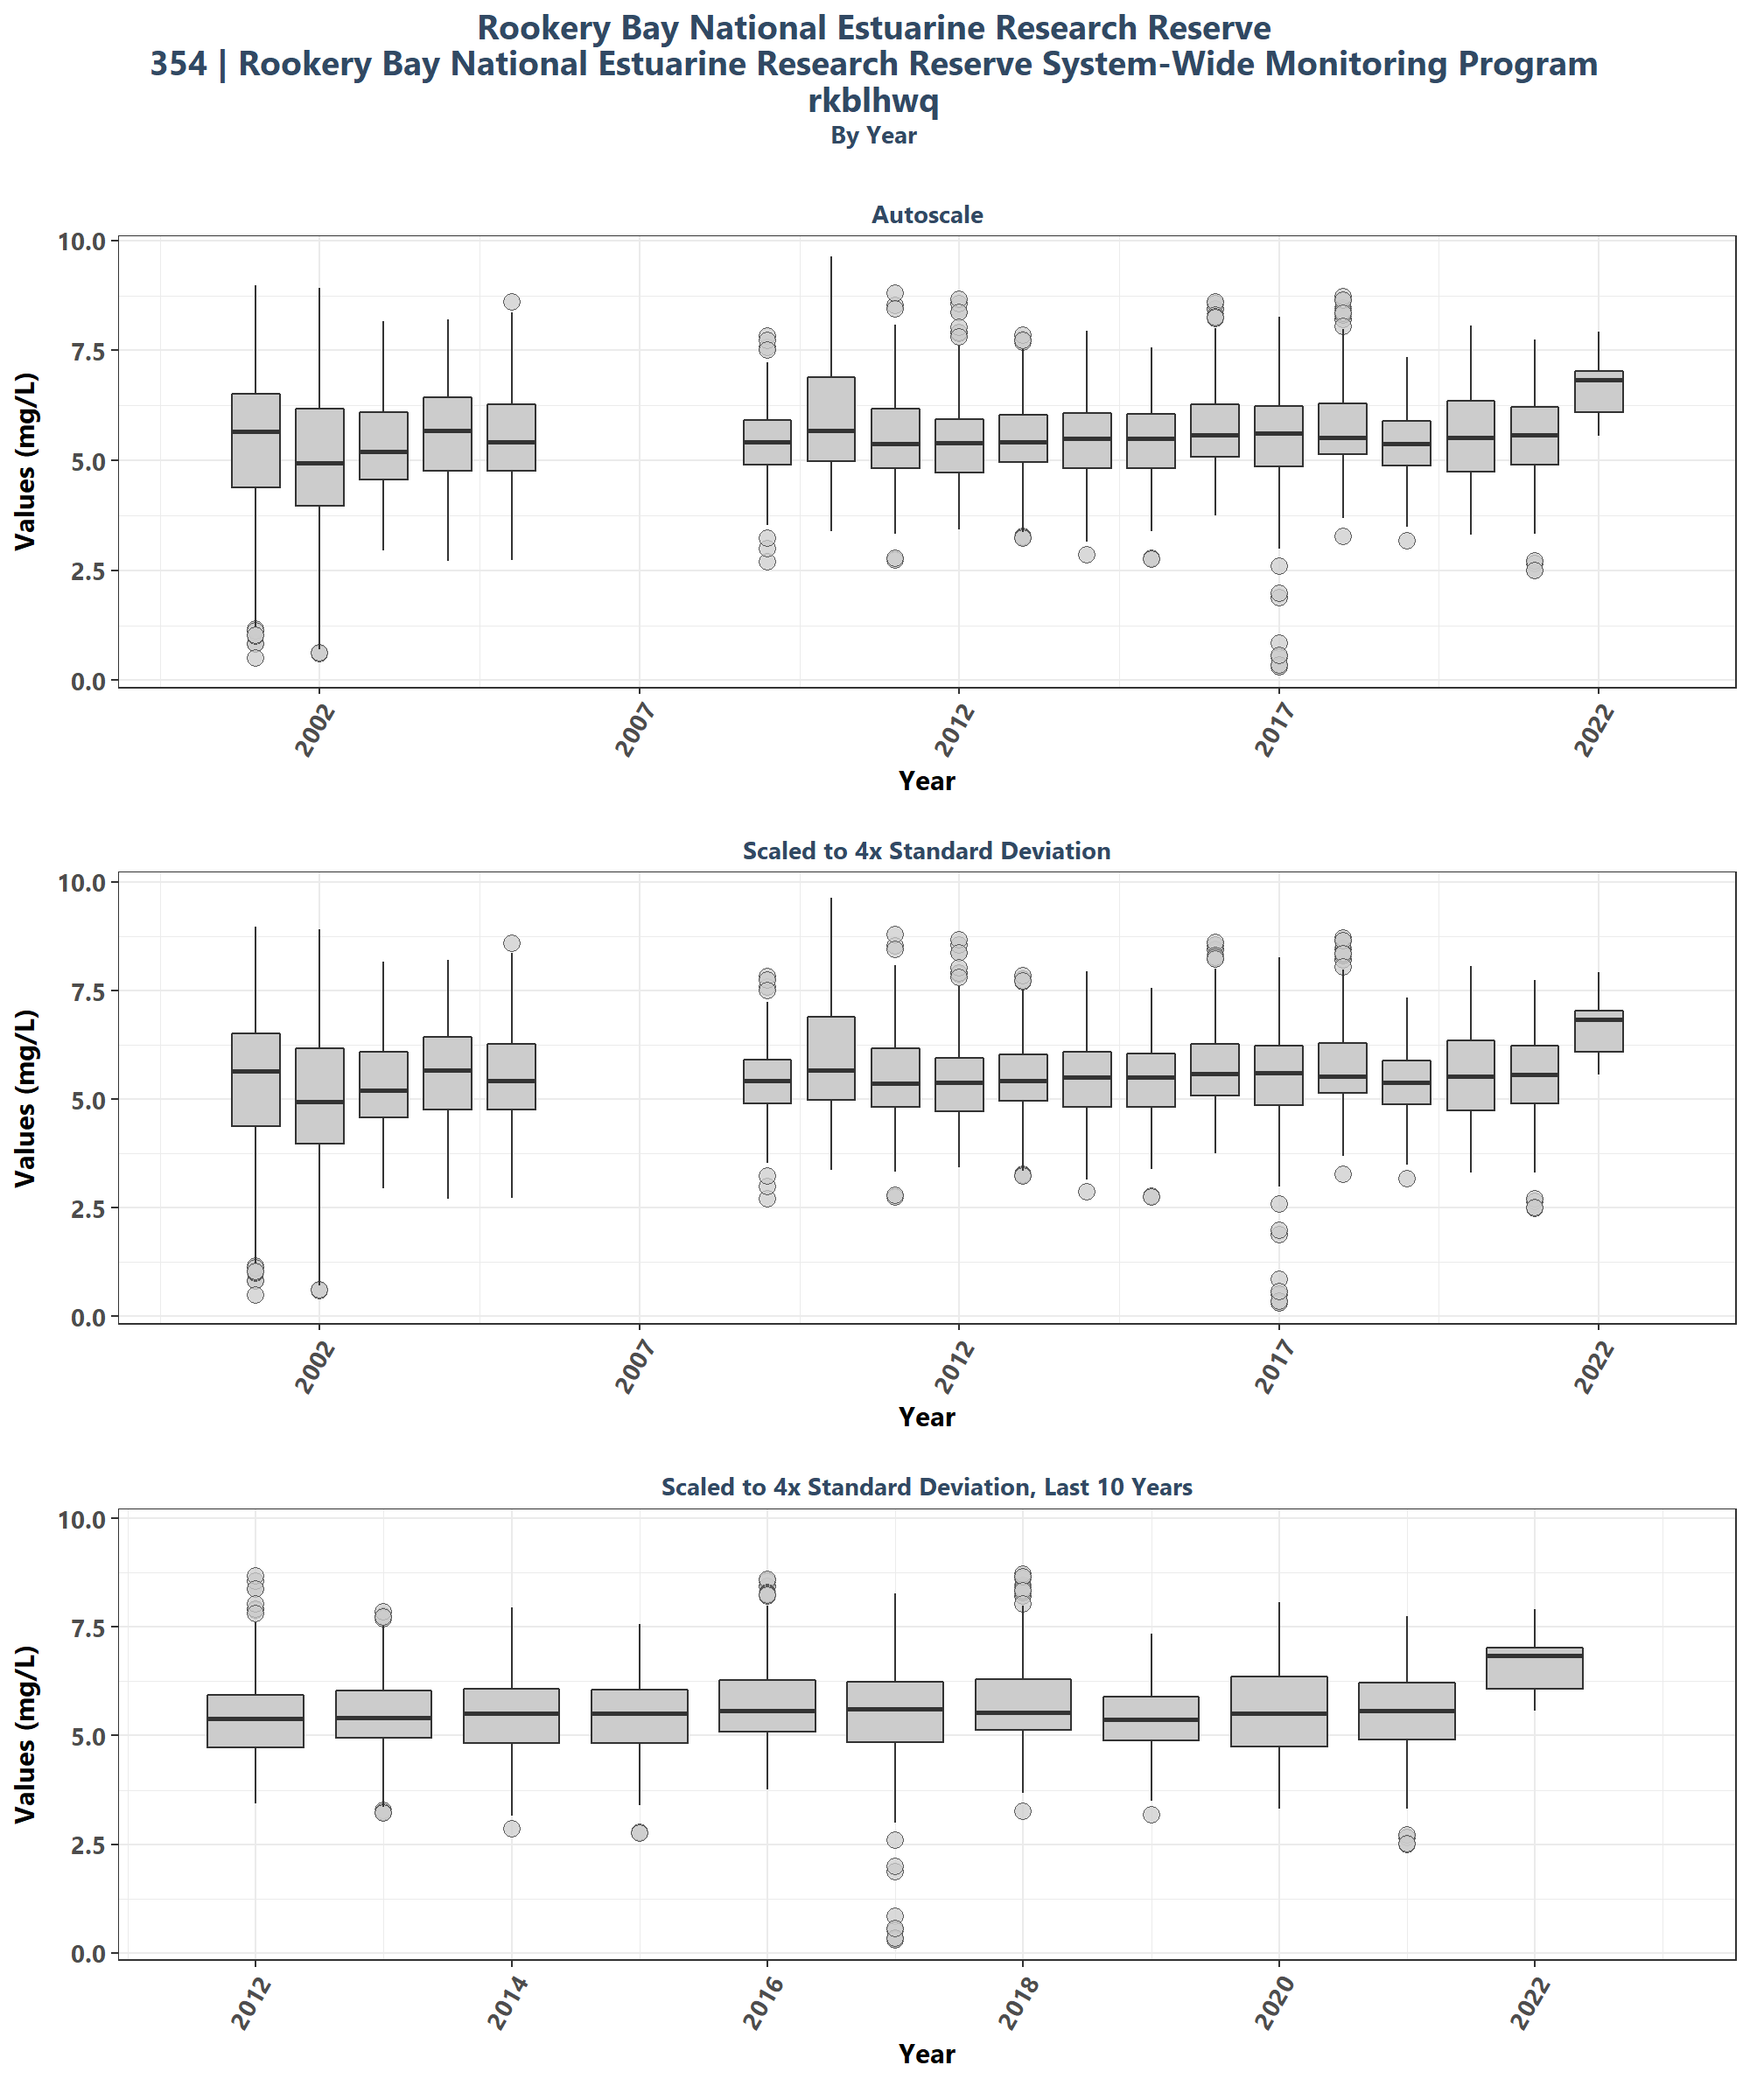 Rookery Bay National Estuarine Research Reserve
354 | Rookery Bay National Estuarine Research Reserve System-Wide Monitoring Program
rkblhwq
By Year
Autoscale
Values (mg/L)
10.0
7.5
5.0
2.5
0.0
2002 2007 2012 2017 2022
Year
Scaled to 4x Standard Deviation
Values (mg/L)
10.0
7.5
5.0
2.5
0.0
2002 2007 2012 2017 2022
Year
Scaled to 4x Standard Deviation, Last 10 Years
Values (mg/L)
10.0
7.5
5.0
2.5
0.0
2012 2014 2016 2018 2020 2022
Year